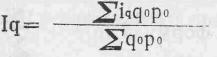 Iq = ∑iqq0p0 / ∑q0p0